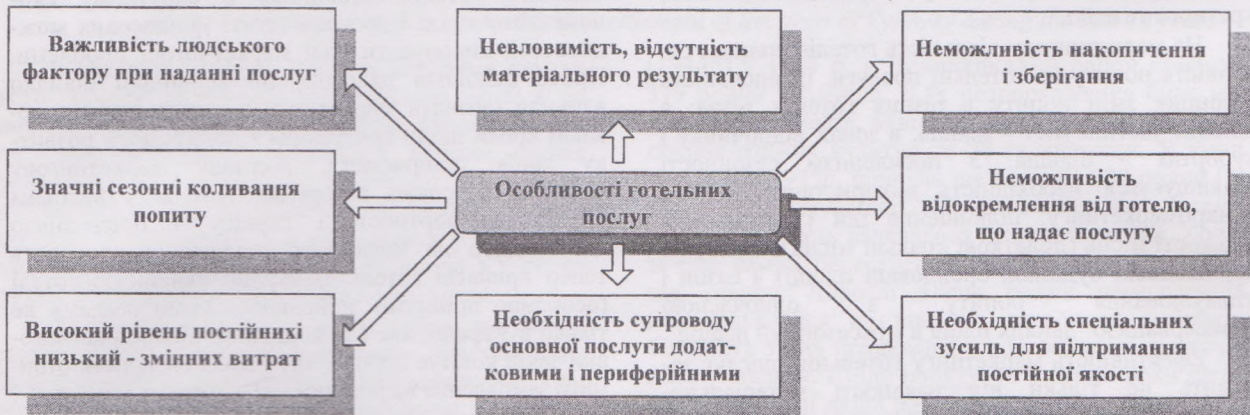 Важливість людського
фактору при наданні послуг
Невловимість, відсутність
матеріального результату
Неможливість накопичення
і зберігання
Значні сезонні коливання
попиту
Особливості готельних
послуг
Неможливість
відокремлення від готелю,
що надає послугу
Високий рівень постійнихі
низький - змінних витрат
Необхідність супроводу
основної послуги додат-
ковими і периферійними
Необхідність спеціальних
зусиль для підтримання
постійної якості